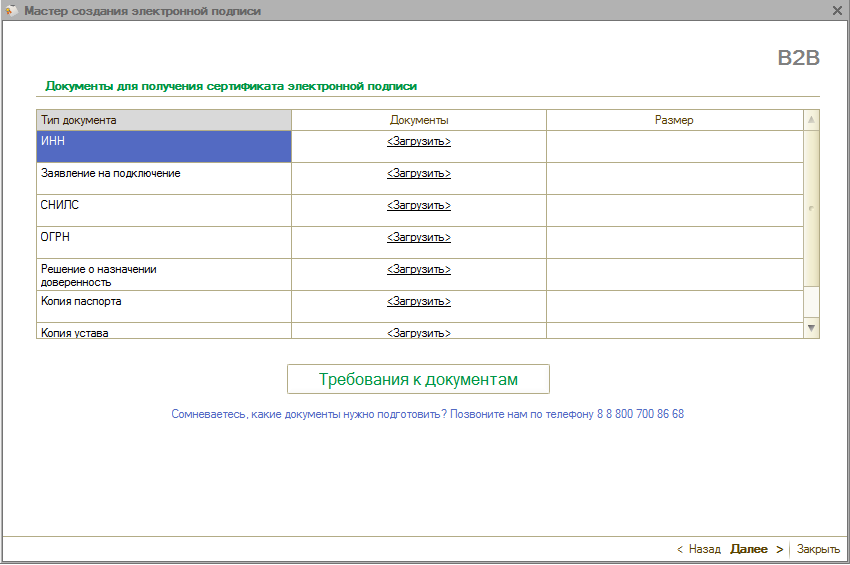 Мастер создания электронной подписи
B2B
Документы для получения сертификата электронной подписи
Тип документа Документы Размер
ИНН <Загрузить>
Заявление на подключение <Загрузить>
СНИЛС <Загрузить>
ОГРН <Загрузить>
Решение о назначении <Загрузить>
доверенность
Копия паспорта <Загрузить>
Копия устава <Загрузить>
Требования к документам
Сомневаетесь, какие документы нужно подготовить? Позвоните нам по телефону 8 8 800 700 86 68
< Назад Далее > Закрыть